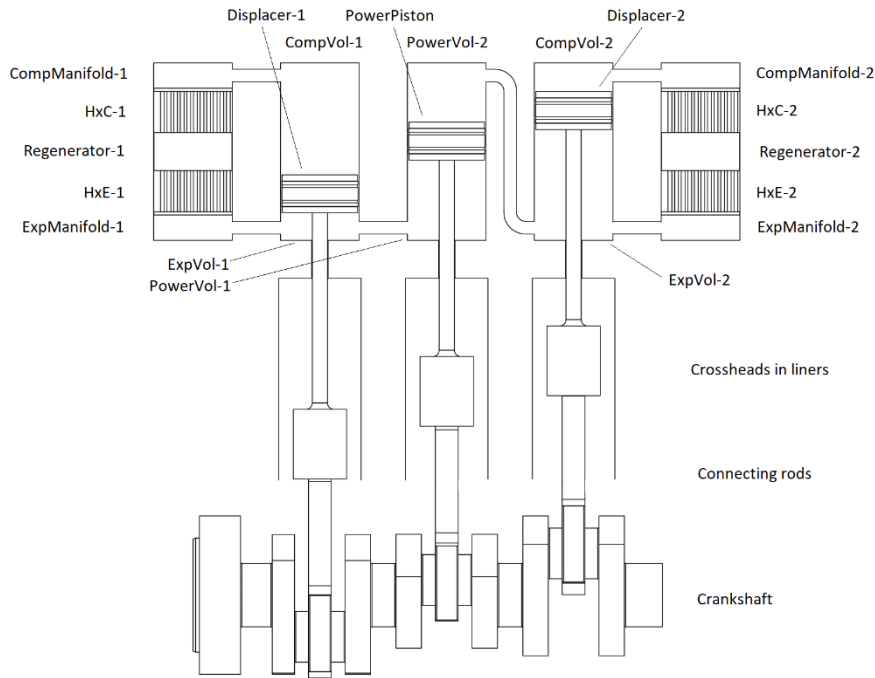 Displacer-1
PowerPiston
Displacer-2
CompVol-1
PowerVol-2
CompVol-2
CompManifold-1
CompManifold-2
HxC-1
HxC-2
Regenerator-1
Regenerator-2
HxE-1
HxE-2
ExpManifold-1
ExpManifold-2
ExpVol-1
PowerVol-1
ExpVol-2
Crossheads in liners
Connecting rods
Crankshaft